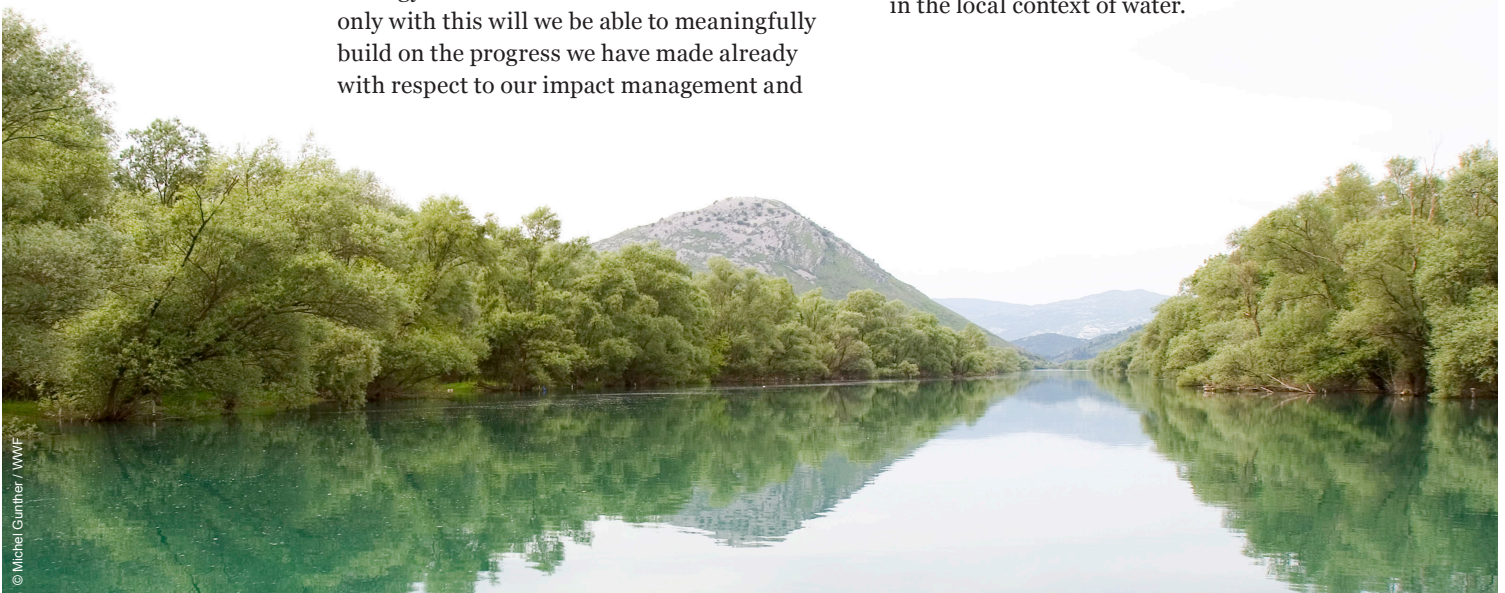 only with this will we be able to meaningfully
build on the progress we have made already
with respect to our impact management and
in the local context of water.
© Michel Gunther / WWF